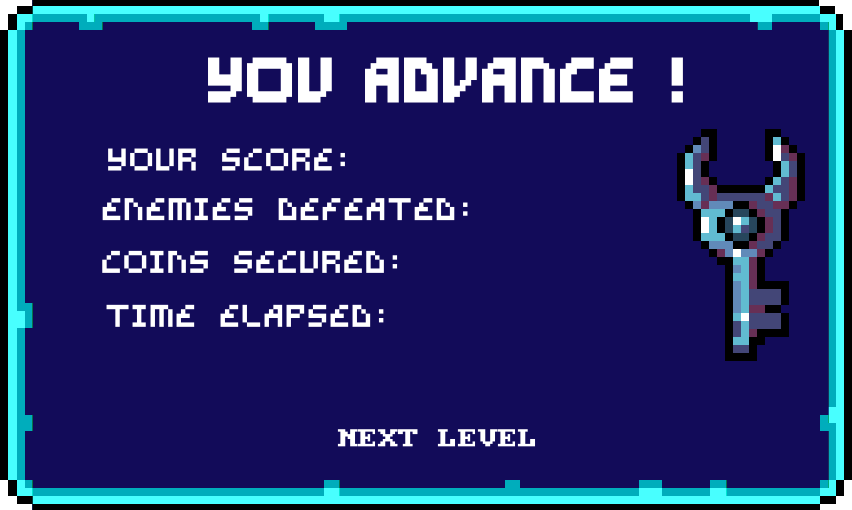 YOU ADVANCE !
YOUR SCORE:
ENEMIES DEFEATED:
COINS SECURED:
TIME ELAPSED:
NEXT LEVEL